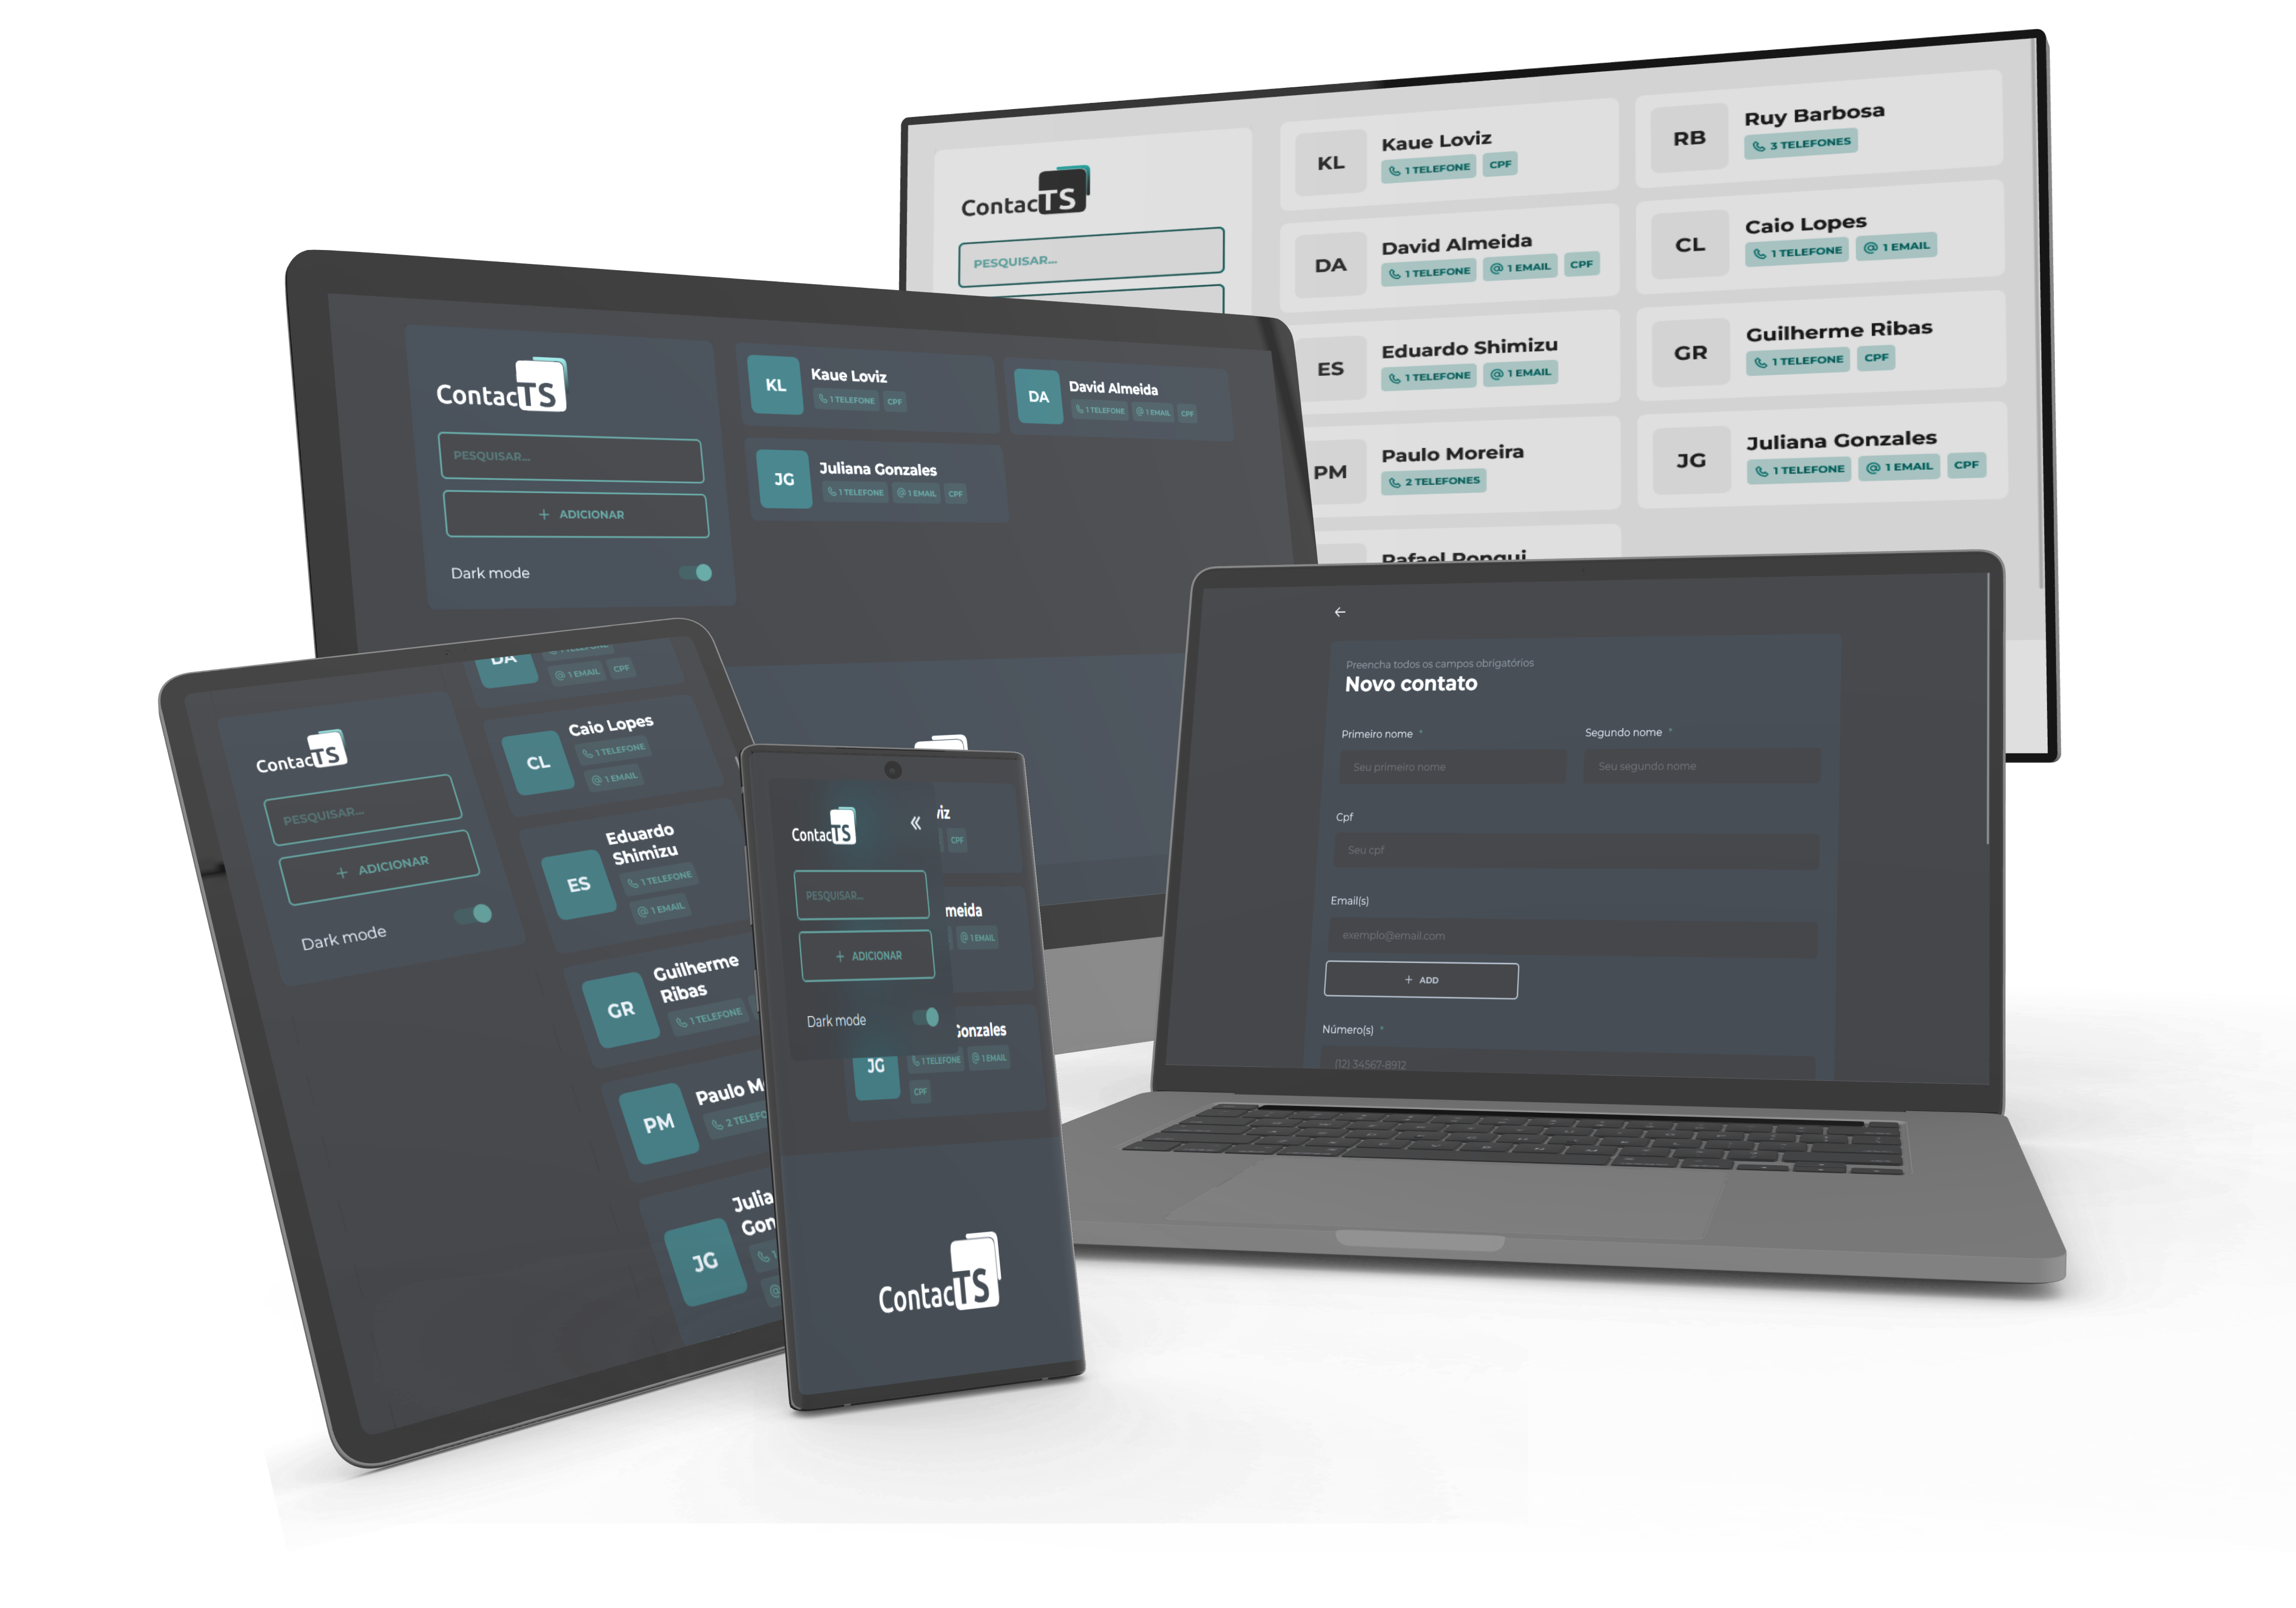 ContacTS
PESQUISAR...
KL
Kaue Loviz
1 TELEFONE
CPF
RB
Ruy Barbosa
3 TELEFONES
DA
David Almeida
1 TELEFONE
1 EMAIL
CPF
CL
Caio Lopes
1 TELEFONE
1 EMAIL
ES
Eduardo Shimizu
1 TELEFONE
1 EMAIL
GR
Guilherme Ribas
1 TELEFONE
CPF
PM
Paulo Moreira
2 TELEFONES
JG
Juliana Gonzales
1 TELEFONE
1 EMAIL
CPF
Rafael Ronqui
ContacTS
PESQUISAR...
+ ADICIONAR
Dark mode
KL
Kaue Loviz
1 TELEFONE
CPF
DA
David Almeida
1 TELEFONE
1 EMAIL
CPF
JG
Juliana Gonzales
1 TELEFONE
1 EMAIL
CPF
ContacTS
PESQUISAR...
+ ADICIONAR
Dark mode
DA
1 TELEFONE
1 EMAIL
CPF
CL
Caio Lopes
1 TELEFONE
1 EMAIL
ES
Eduardo
Shimizu
1 TELEFONE
1 EMAIL
GR
Guilherme
Ribas
1 TELEFONE
PM
Paulo M
2 TELEFO
JG
Julia
Gon
1
@
ContacTS
«
PESQUISAR...
+ ADICIONAR
Dark mode
viz
CPF
meida
1 EMAIL
JG
Gonzales
1 TELEFONE
1 EMAIL
CPF
ContacTS
←
Preencha todos os campos obrigatórios
Novo contato
Primeiro nome *
Segundo nome *
Seu primeiro nome
Seu segundo nome
Cpf
Seu cpf
Email(s)
exemplo@email.com
+ ADD
Número(s) *
(12) 34567-8912